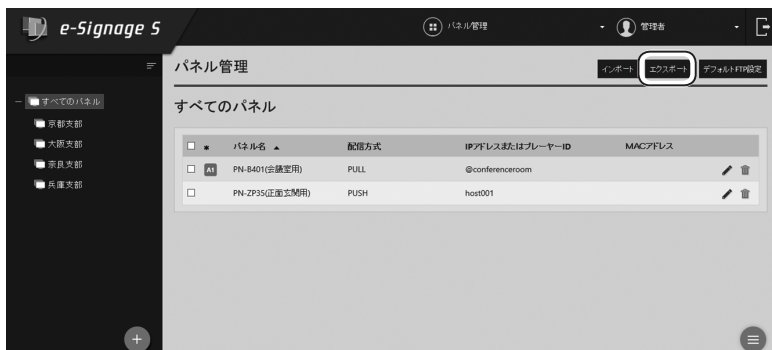 e-Signage S
パネル管理
管理者
パネル管理
インポート エクスポート デフォルトFTP設定
すべてのパネル
京都支部
大阪支部
奈良支部
兵庫支部
すべてのパネル
* パネル名 ▲ 配信方式 IPアドレスまたはプレーヤーID MACアドレス
A1 PN-B401(会議室用) PULL @conferenceroom
PN-ZP35(正面玄関用) PUSH host001